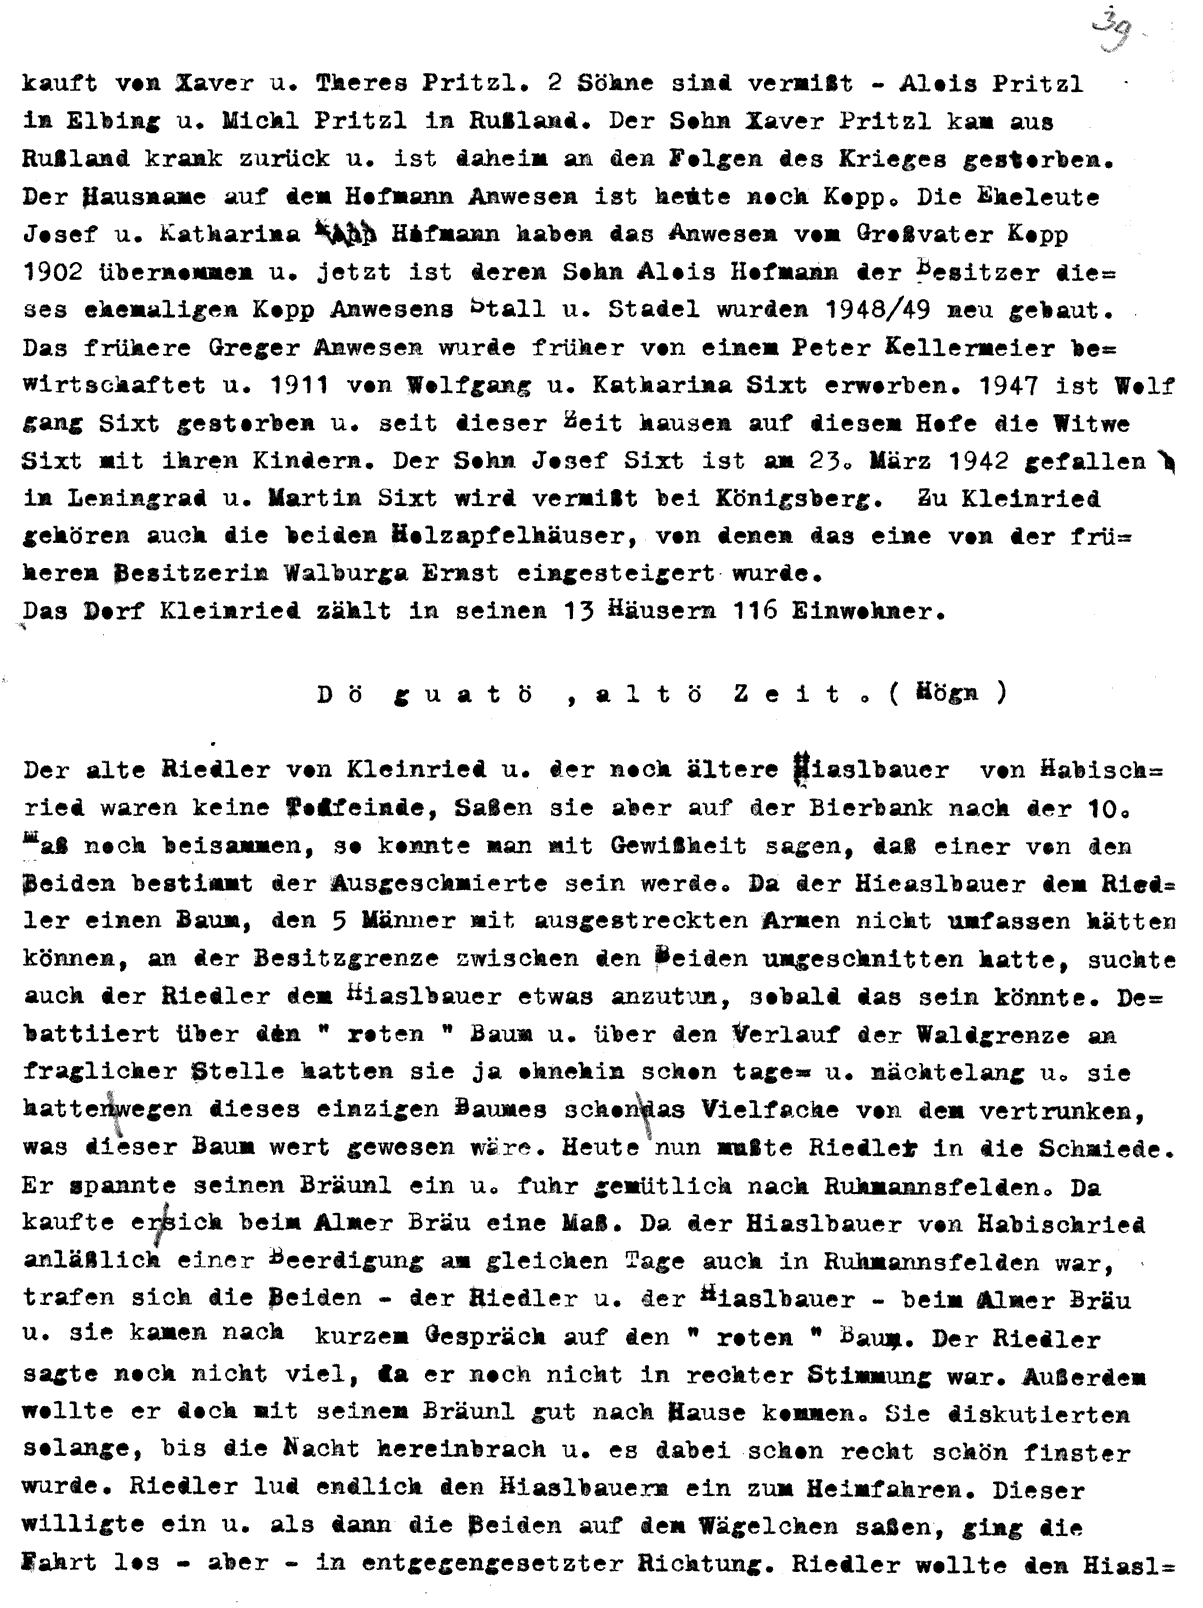 39
kauft von Xaver u. Theres Pritzl. 2 Söhne sind vermißt - Alois Pritzl
in Elbing u. Michl Pritzl in Rußland. Der Sohn Xaver Pritzl kam aus
Rußland krank zurück u. ist daheim an den Folgen des Krieges gestorben.
Der Hausname auf dem Hofmann Anwesen ist heute noch Kopp. Die Eheleute
Josef u. Katharina Hofmann haben das Anwesen vom Großvater Kopp
1902 übernommen u. jetzt ist deren Sohn Alois Hofmann der Besitzer die=
ses ehemaligen Kopp Anwesens Stall u. Stadel wurden 1948/49 neu gebaut.
Das frühere Greger Anwesen wurde früher von einem Peter Kellermeier be=
wirtschaftet u. 1911 von Wolfgang u. Katharina Sixt erworben. 1947 ist Wolf
gang Sixt gestorben u. seit dieser Zeit hausen auf diesem Hofe die Witwe
Sixt mit ihren Kindern. Der Sohn Josef Sixt ist am 23. März 1942 gefallen
in Leningrad u. Martin Sixt wird vermißt bei Königsberg. Zu Kleinried
gehören auch die beiden Holzapfelhäuser, von denen das eine von der frü=
heren Besitzerin Walburga Ernst eingesteigert wurde.
Das Dorf Kleinried zählt in seinen 13 Häusern 116 Einwohner.
Dö guatö , altö Zeit. ( Högn )
Der alte Riedler von Kleinried u. der noch ältere Hiaslbauer von Habisch=
ried waren keine Todfeinde, Saßen sie aber auf der Bierbank nach der 10.
Maß noch beisammen, so konnte man mit Gewißheit sagen, daß einer von den
Beiden bestimmt der Ausgeschmierte sein werde. Da der Hieaslbauer dem Ried=
ler einen Baum, den 5 Männer mit ausgestreckten Armen nicht umfassen hätten
können, an der Besitzgrenze zwischen den Beiden umgeschnitten hatte, suchte
auch der Riedler dem Hiaslbauer etwas anzutun, sobald das sein könnte. De=
battiiert über den " roten " Baum u. über den Verlauf der Waldgrenze an
fraglicher Stelle hatten sie ja ohnehin schon tage= u. nächtelang u. sie
hatten wegen dieses einzigen Baumes schon das Vielfache von dem vertrunken,
was dieser Baum wert gewesen wäre. Heute nun mußte Riedler in die Schmiede.
Er spannte seinen Bräunl ein u. fuhr gemütlich nach Ruhmannsfelden. Da
kaufte er sich beim Almer Bräu eine Maß. Da der Hiaslbauer von Habischried
anläßlich einer Beerdigung am gleichen Tage auch in Ruhmannsfelden war,
trafen sich die Beiden - der Riedler u. der Hiaslbauer - beim Almer Bräu
u. sie kamen nach kurzem Gespräch auf den " roten " Baum. Der Riedler
sagte noch nicht viel, da er noch nicht in rechter Stimmung war. Außerdem
wollte er doch mit seinem Bräunl gut nach Hause kommen. Sie diskutierten
solange, bis die Nacht hereinbrach u. es dabei schon recht schön finster
wurde. Riedler lud endlich den Hiaslbauern ein zum Heimfahren. Dieser
willigte ein u. als dann die Beiden auf dem Wägelchen saßen, ging die
Fahrt los - aber - in entgegengesetzter Richtung. Riedler wollte den Hiasl=